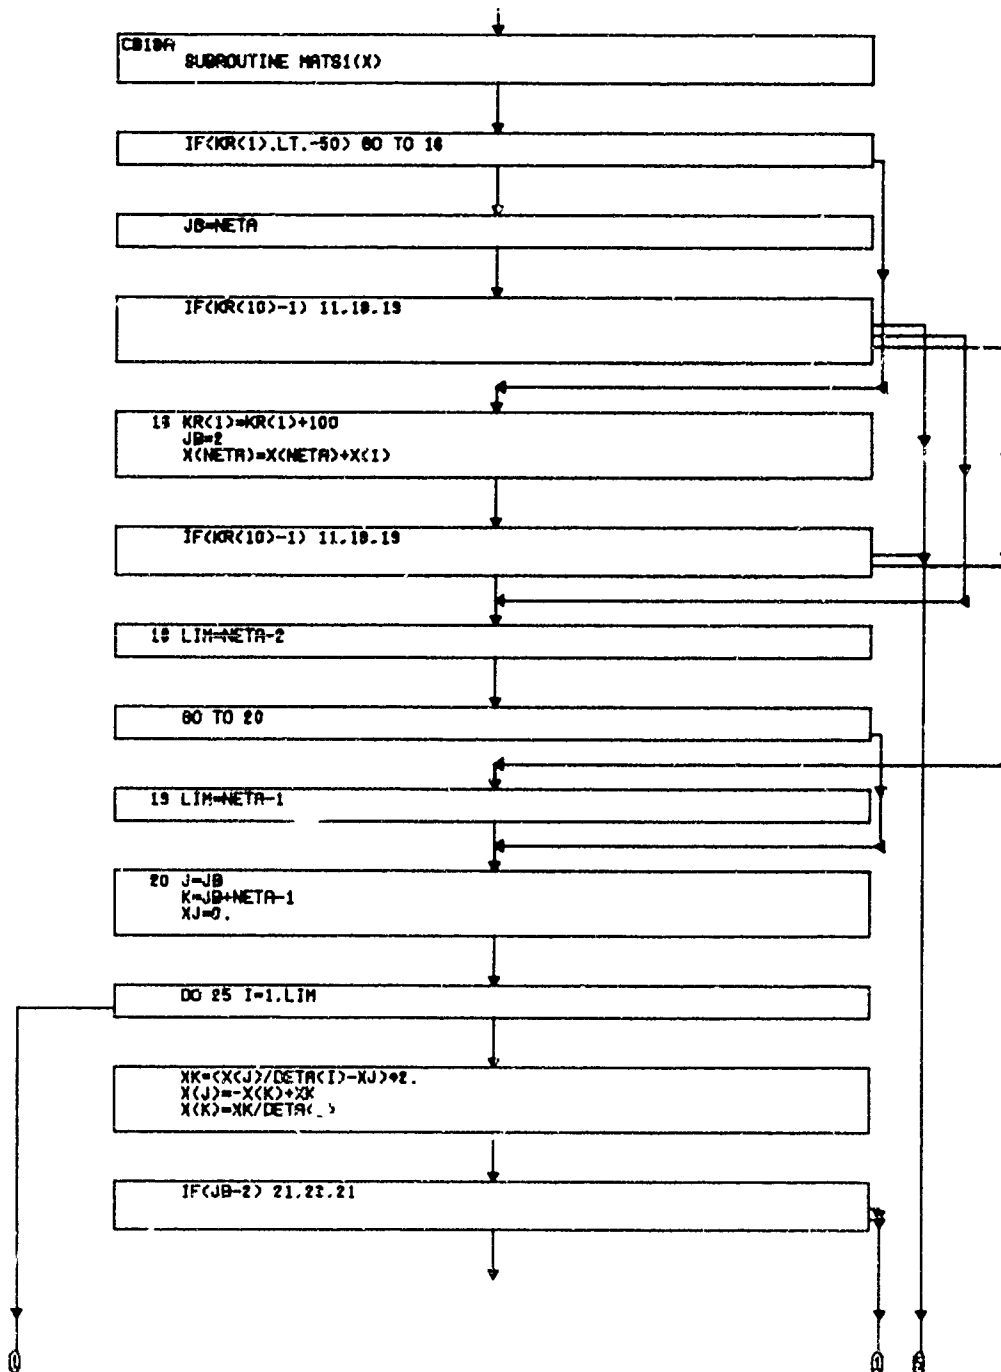 SUBROUTINE MATS1(X)
IF(KR(1).LT.-50) GO TO 16
JB=NETA
IF(KR(10)-1) 11,18,19
16 KR(1)=KR(1)+100
JB=2
X(NETA)=X(NETA)+X(1)
IF(KR(10)-1) 11,18,19
18 LIM=NETA-2
GO TO 20
19 LIM=NETA-1
20 J=JB
K=JB+NETA-1
XJ=0.
DO 25 I=1,LIM
XK=(X(J)/DETA(I)-XJ)*2.
X(J)=-X(K)+XK
X(K)=XK/DETA(
IF(JB-2) 21,22,21